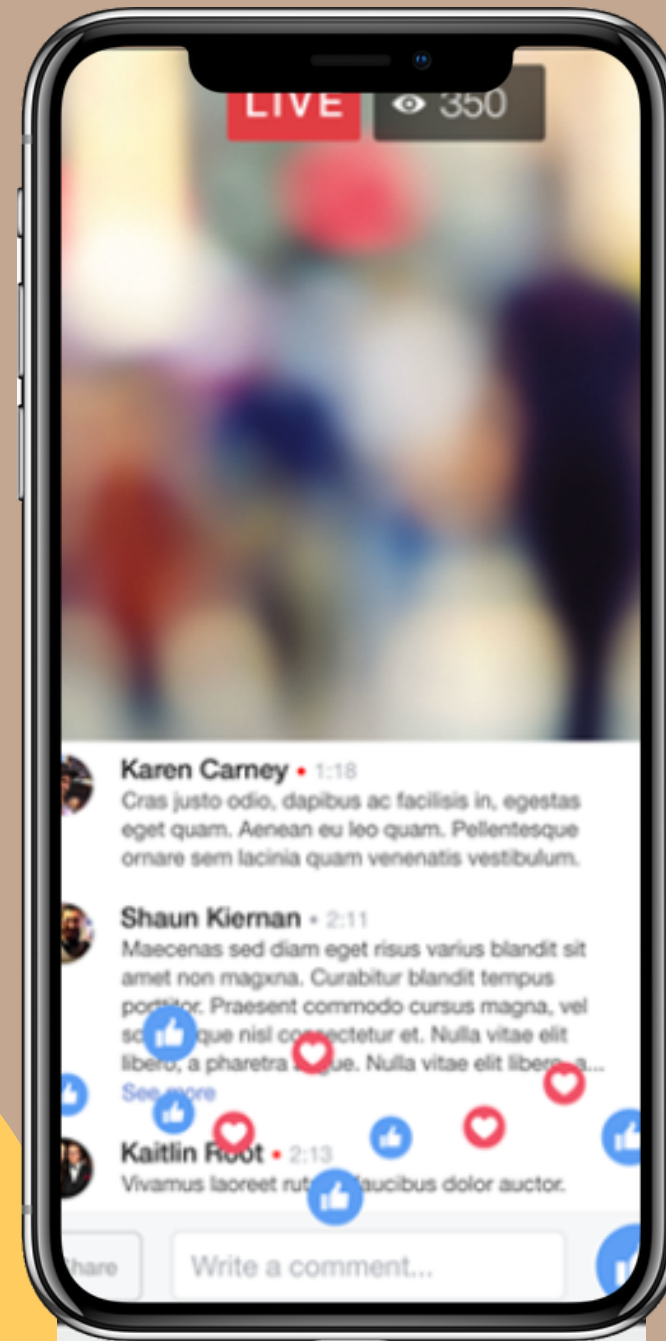 LIVE 350
Karen Carney • 1:18
Cras justo odio, dapibus ac facilisis in, egestas
eget quam. Aenean eu leo quam. Pellentesque
ornare sem lacinia quam venenatis vestibulum.
Shaun Kiernan • 2:11
Maecenas sed diam eget risus varius blandit sit
amet non magxna. Curabitur blandit tempus
Praesent commodo cursus magna, vel
nisl et. Nulla vitae elit
libero, a pharetra Nulla vitae elit libero, a...
See more
Kaitlin Root • 2:13
Vivamus laoreet faucibus dolor auctor.
Write a comment...